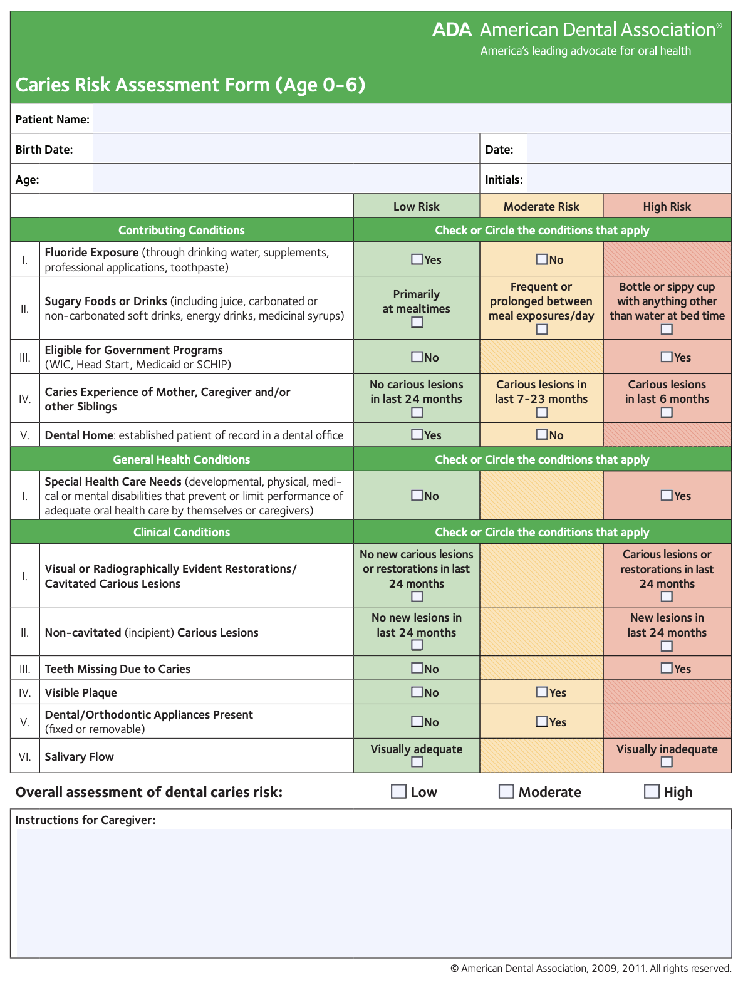 ADA American Dental Association®
America's leading advocate for oral health
Caries Risk Assessment Form (Age 0-6)
Patient Name:
Birth Date:
Date:
Age:
Initials:
Low Risk
Moderate Risk
High Risk
Contributing Conditions
Check or Circle the conditions that apply
I.
Fluoride Exposure (through drinking water, supplements,
professional applications, toothpaste)
Yes
No
II.
Sugary Foods or Drinks (including juice, carbonated or
non-carbonated soft drinks, energy drinks, medicinal syrups)
Primarily
at mealtimes
Frequent or
prolonged between
meal exposures/day
Bottle or sippy cup
with anything other
than water at bed time
III.
Eligible for Government Programs
(WIC, Head Start, Medicaid or SCHIP)
No
Yes
IV.
Caries Experience of Mother, Caregiver and/or
other Siblings
No carious lesions
in last 24 months
Carious lesions in
last 7-23 months
Carious lesions
in last 6 months
V.
Dental Home: established patient of record in a dental office
Yes
No
General Health Conditions
Check or Circle the conditions that apply
I.
Special Health Care Needs (developmental, physical, medi-
cal or mental disabilities that prevent or limit performance of
adequate oral health care by themselves or caregivers)
No
Yes
Clinical Conditions
Check or Circle the conditions that apply
I.
Visual or Radiographically Evident Restorations/
Cavitated Carious Lesions
No new carious lesions
or restorations in last
24 months
Carious lesions or
restorations in last
24 months
II.
Non-cavitated (incipient) Carious Lesions
No new lesions in
last 24 months
New lesions in
last 24 months
III.
Teeth Missing Due to Caries
No
Yes
IV.
Visible Plaque
No
Yes
V.
Dental/Orthodontic Appliances Present
(fixed or removable)
No
Yes
VI.
Salivary Flow
Visually adequate
Visually inadequate
Overall assessment of dental caries risk:
Low
Moderate
High
Instructions for Caregiver:
© American Dental Association, 2009, 2011. All rights reserved.